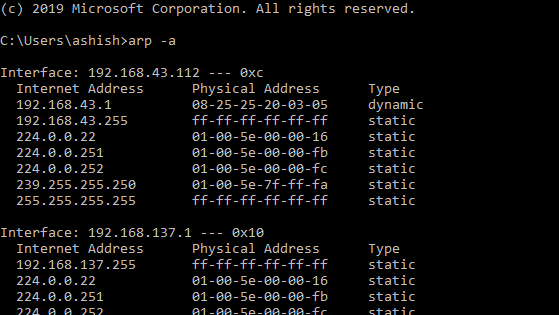 (c) 2019 Microsoft Corporation. All rights reserved.
C:\Users\ashish>arp -a
Interface: 192.168.43.112 --- 0xc
Internet Address Physical Address Type
192.168.43.1 08-25-25-20-03-05 dynamic
192.168.43.255 ff-ff-ff-ff-ff-ff static
224.0.0.22 01-00-5e-00-00-16 static
224.0.0.251 01-00-5e-00-00-fb static
224.0.0.252 01-00-5e-00-00-fc static
239.255.255.250 01-00-5e-7f-ff-fa static
255.255.255.255 ff-ff-ff-ff-ff-ff static
Interface: 192.168.137.1 --- 0x10
Internet Address Physical Address Type
192.168.137.255 ff-ff-ff-ff-ff-ff static
224.0.0.22 01-00-5e-00-00-16 static
224.0.0.251 01-00-5e-00-00-fb static
224.0.0.252 01-00-5e-00-00-fc static